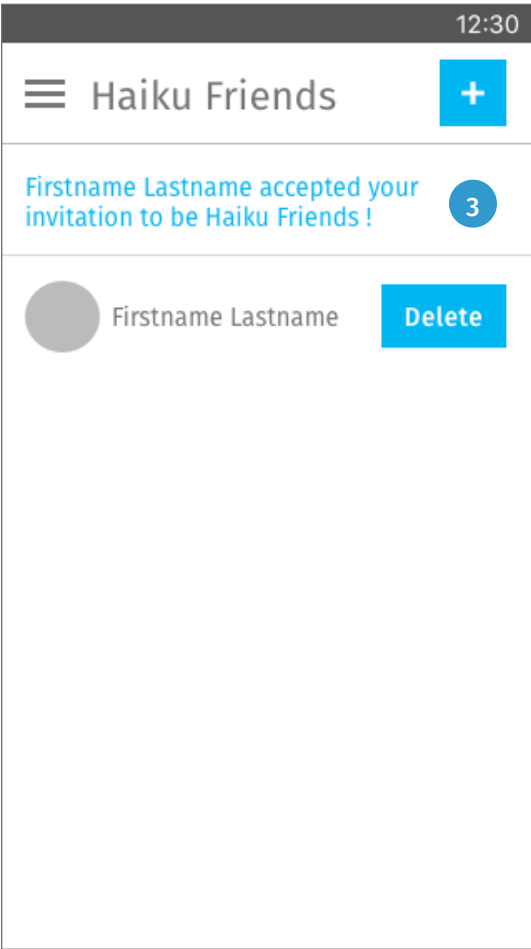 12:30
Haiku Friends
+
Firstname Lastname accepted your
invitation to be Haiku Friends !
3
Firstname Lastname
Delete